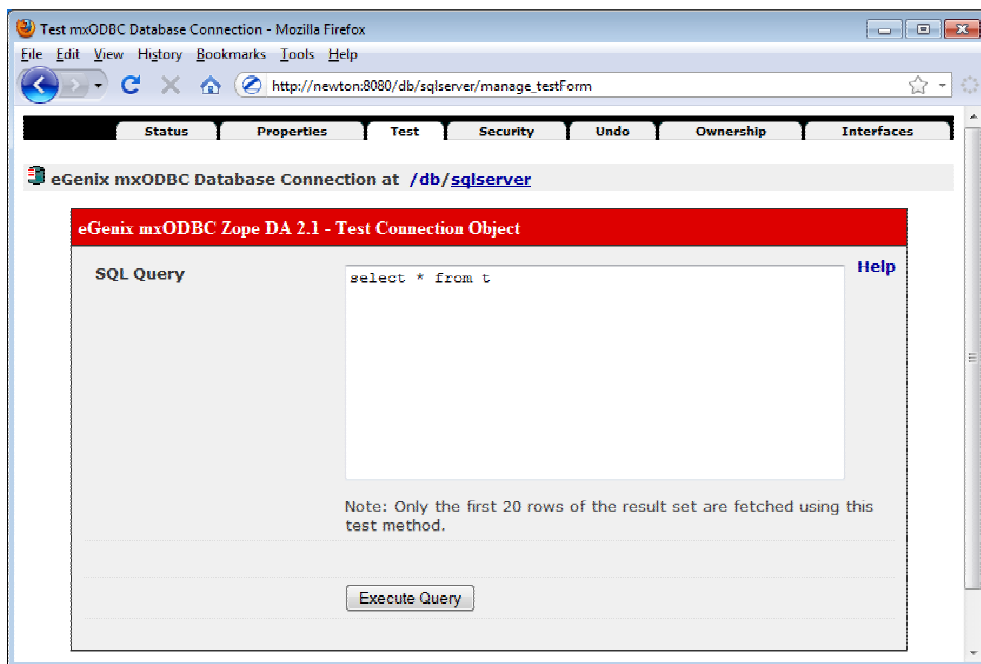 Test mxODBC Database Connection - Mozilla Firefox
File Edit View History Bookmarks Tools Help
http://newton:8080/db/sqlserver/manage_testForm
Status Properties Test Security Undo Ownership Interfaces
eGenix mxODBC Database Connection at /db/sqlserver
eGenix mxODBC Zope DA 2.1 - Test Connection Object
SQL Query
select * from t
Help
Note: Only the first 20 rows of the result set are fetched using this
test method.
Execute Query